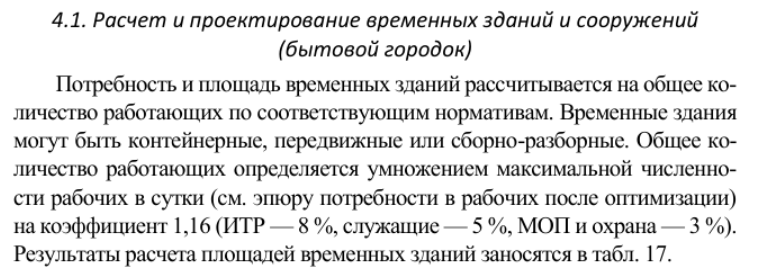 4.1. Расчет и проектирование временных зданий и сооружений
(бытовой городок)
Потребность и площадь временных зданий рассчитывается на общее ко-
личество работающих по соответствующим нормативам. Временные здания
могут быть контейнерные, передвижные или сборно-разборные. Общее ко-
личество работающих определяется умножением максимальной численно-
сти рабочих в сутки (см. эпюру потребности в рабочих после оптимизации)
на коэффициент 1,16 (ИТР — 8 %, служащие — 5 %, МОП и охрана — 3 %).
Результаты расчета площадей временных зданий заносятся в табл. 17.